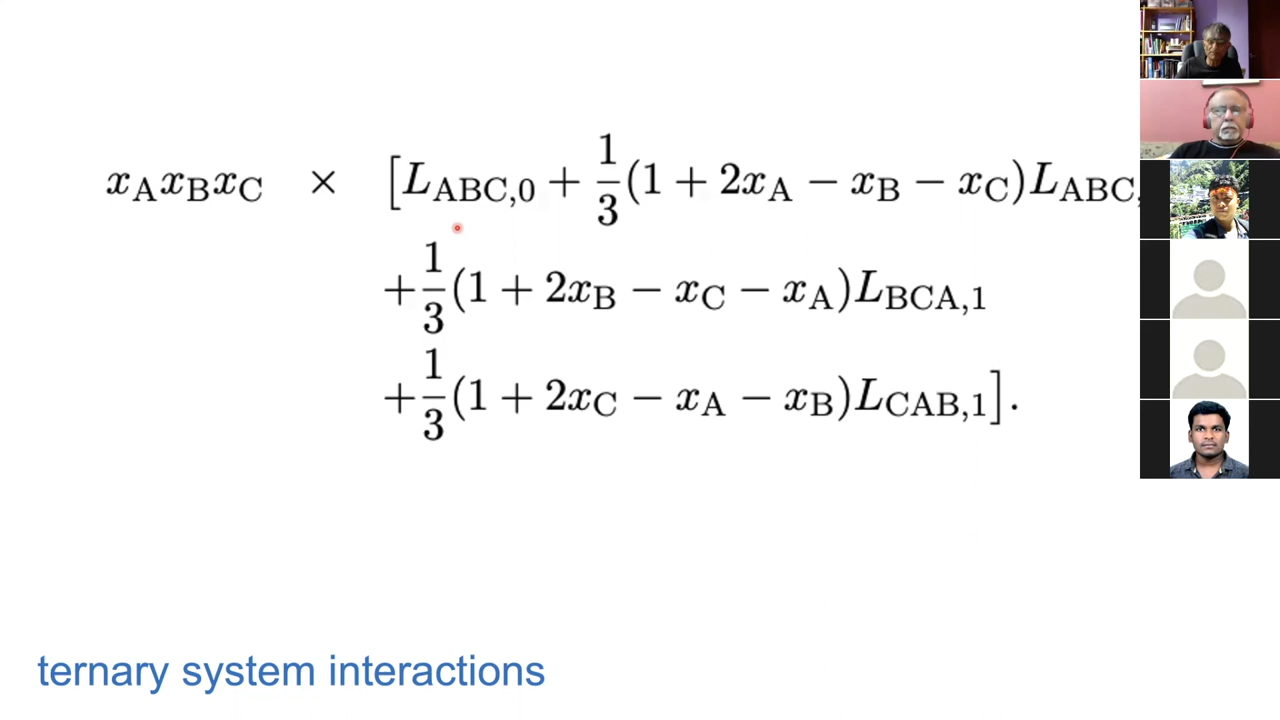 x_A x_B x_C × [L_ABC,0 + 1/3 (1 + 2x_A − x_B − x_C) L_ABC,
+ 1/3 (1 + 2x_B − x_C − x_A) L_BCA,1
+ 1/3 (1 + 2x_C − x_A − x_B) L_CAB,1].
ternary system interactions